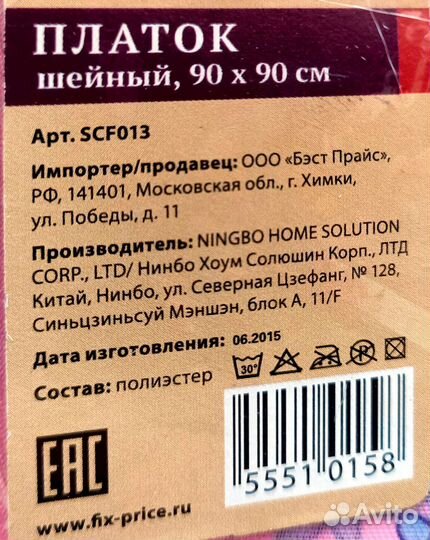 ПЛАТОК
шейный, 90 х 90 см
Арт. SCF013
Импортер/продавец: ООО «Бэст Прайс»,
РФ, 141401, Московская обл., г. Химки,
ул. Победы, д. 11
Производитель: NINGBO HOME SOLUTION
CORP., LTD/ Нинбо Хоум Солюшин Корп., ЛТД
Китай, Нинбо, ул. Северная Цзефанг, № 128,
Синьцзиньсуй Мэншэн, блок А, 11/F
Дата изготовления: 06.2015
30°
Состав: полиэстер
EAC
5551 0158
www.fix-price.ru
Avito